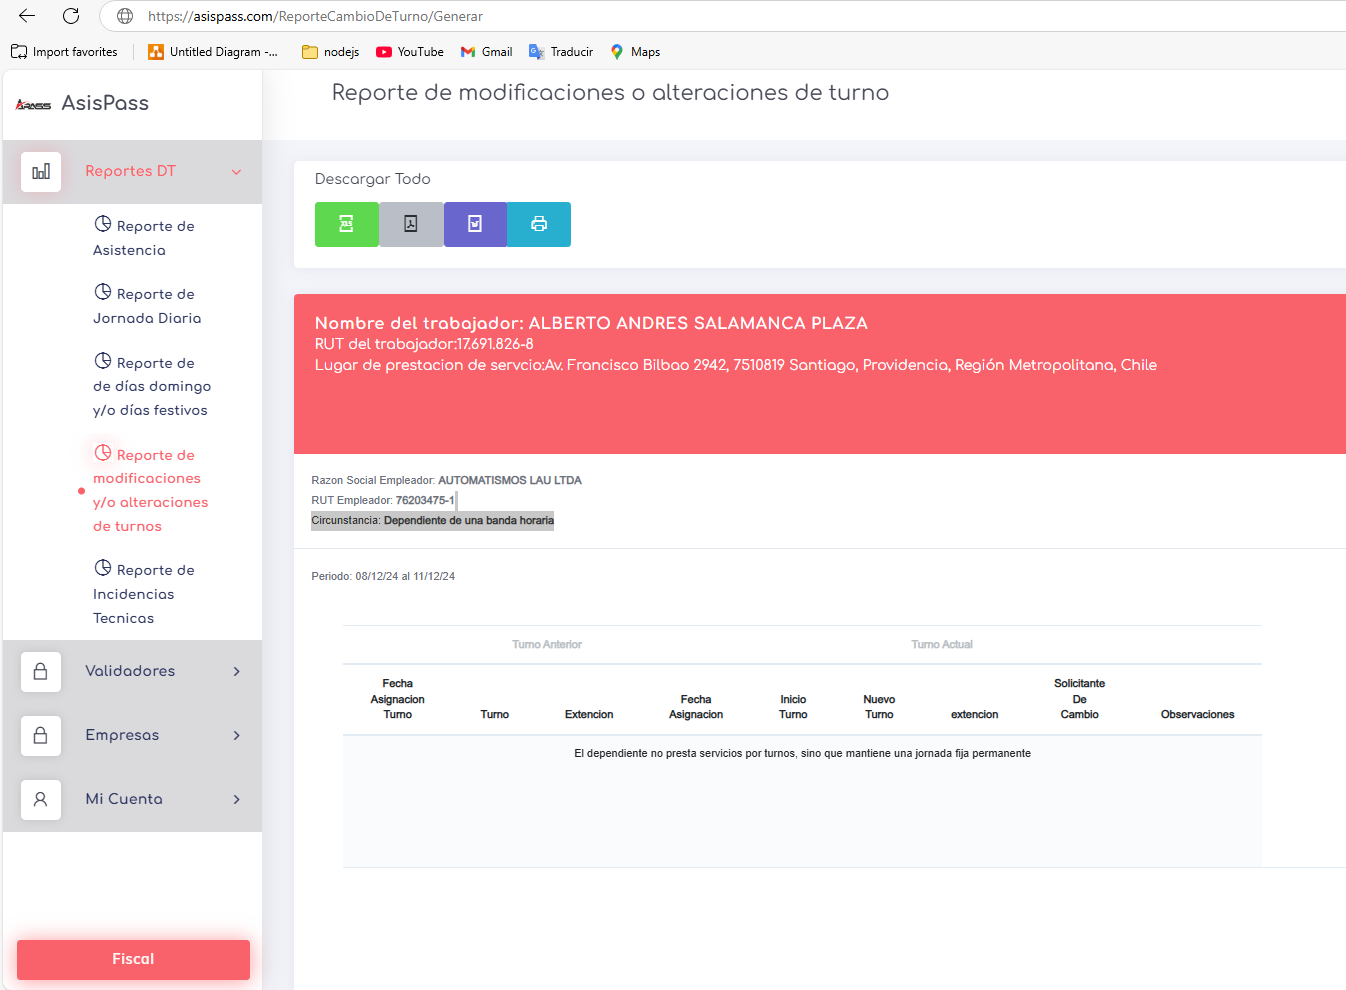 https://asispass.com/ReporteCambioDeTurno/Generar
Import favorites
Untitled Diagram -...
nodejs
YouTube
Gmail
Traducir
Maps
AsisPass
Reporte de modificaciones o alteraciones de turno
Reportes DT
Reporte de
Asistencia
Reporte de
Jornada Diaria
Reporte de
de días domingo
y/o días festivos
Reporte de
modificaciones
y/o alteraciones
de turnos
Reporte de
Incidencias
Tecnicas
Validadores
Empresas
Mi Cuenta
Fiscal
Descargar Todo
XLS
Nombre del trabajador: ALBERTO ANDRES SALAMANCA PLAZA
RUT del trabajador:17.691.826-8
Lugar de prestacion de servcio:Av. Francisco Bilbao 2942, 7510819 Santiago, Providencia, Región Metropolitana, Chile
Razon Social Empleador: AUTOMATISMOS LAU LTDA
RUT Empleador: 76203475-1
Circunstancia: Dependiente de una banda horaria
Periodo: 08/12/24 al 11/12/24
Turno Anterior
Turno Actual
Fecha
Asignacion
Turno
Turno
Extencion
Fecha
Asignacion
Inicio
Turno
Nuevo
Turno
extencion
Solicitante
De
Cambio
Observaciones
El dependiente no presta servicios por turnos, sino que mantiene una jornada fija permanente